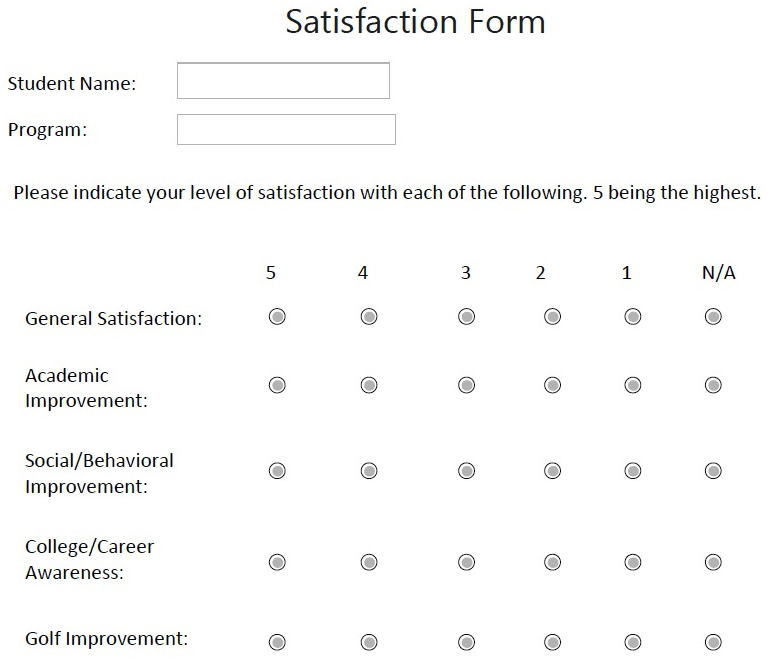 Satisfaction Form
Student Name:
Program:
Please indicate your level of satisfaction with each of the following. 5 being the highest.
5 4 3 2 1 N/A
General Satisfaction:
Academic
Improvement:
Social/Behavioral
Improvement:
College/Career
Awareness:
Golf Improvement: